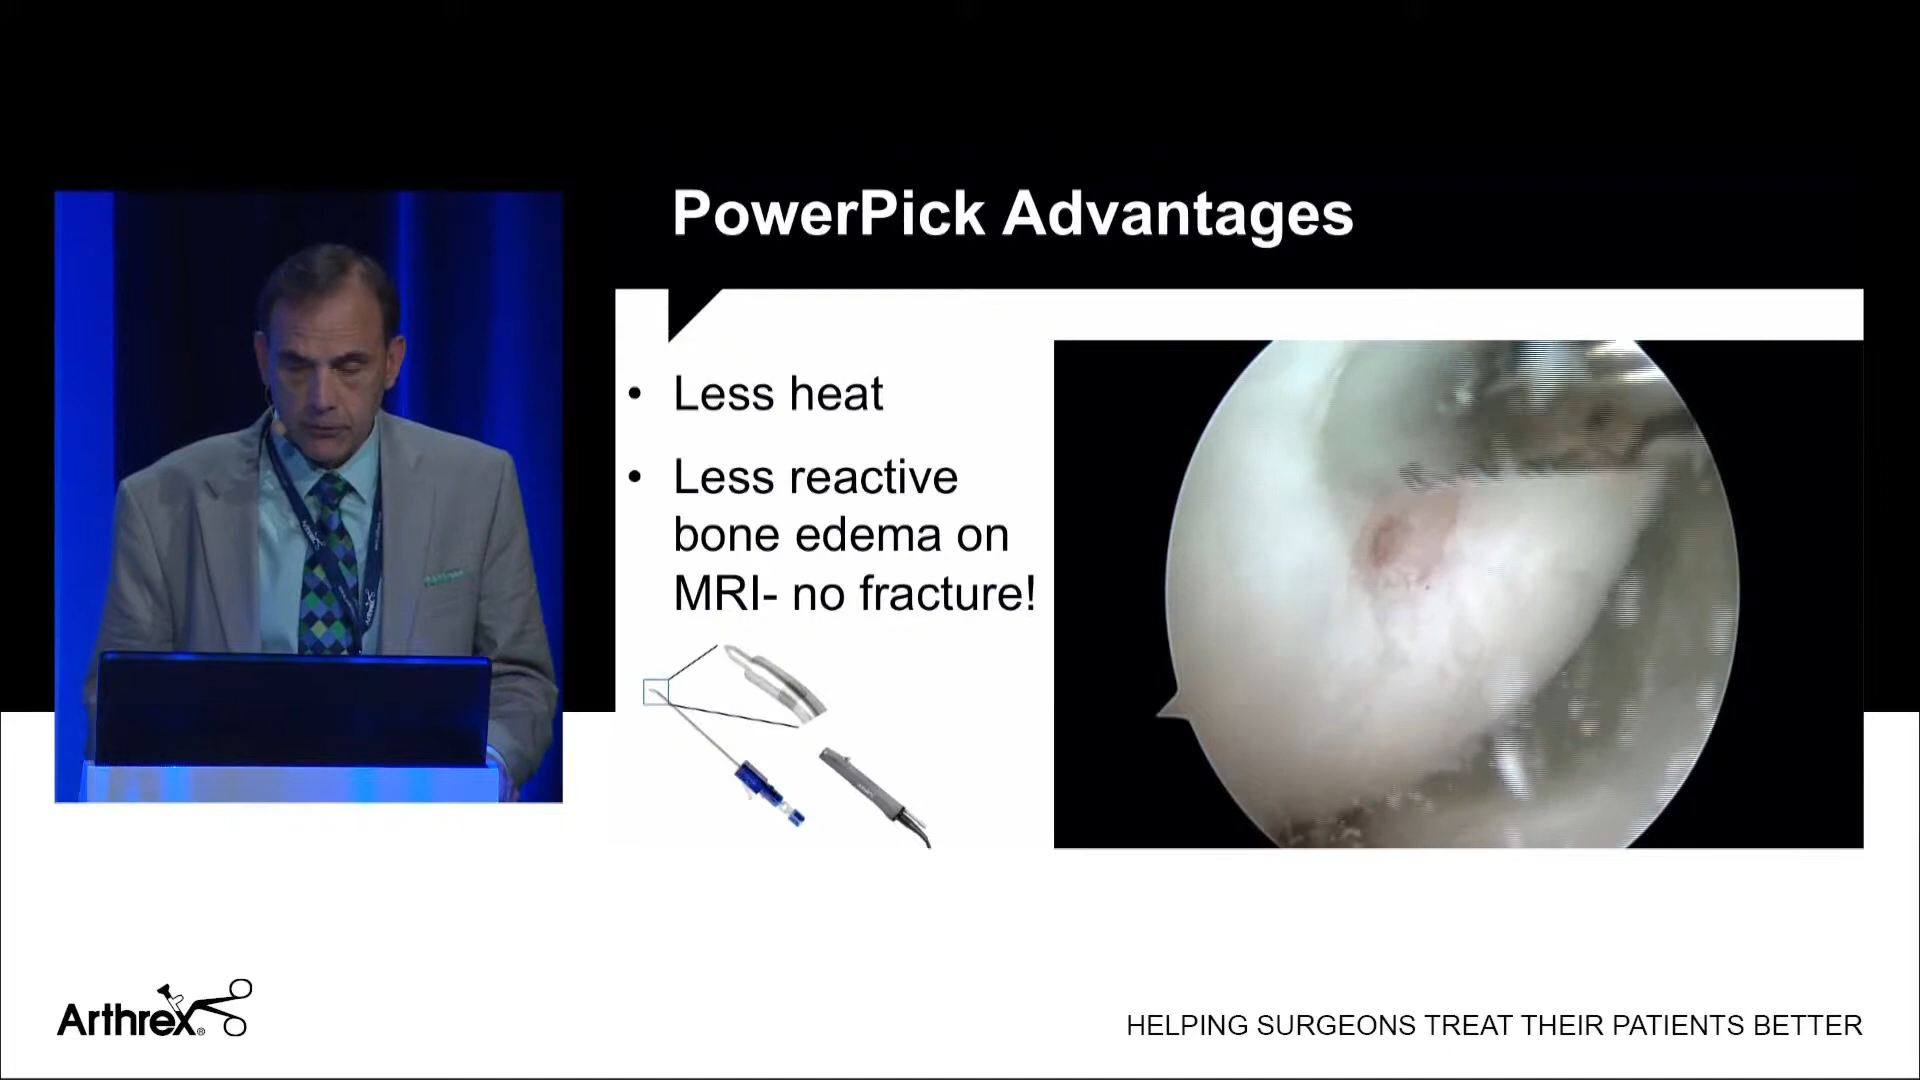 PowerPick Advantages
• Less heat
• Less reactive
bone edema on
MRI- no fracture!
Arthrex®
HELPING SURGEONS TREAT THEIR PATIENTS BETTER